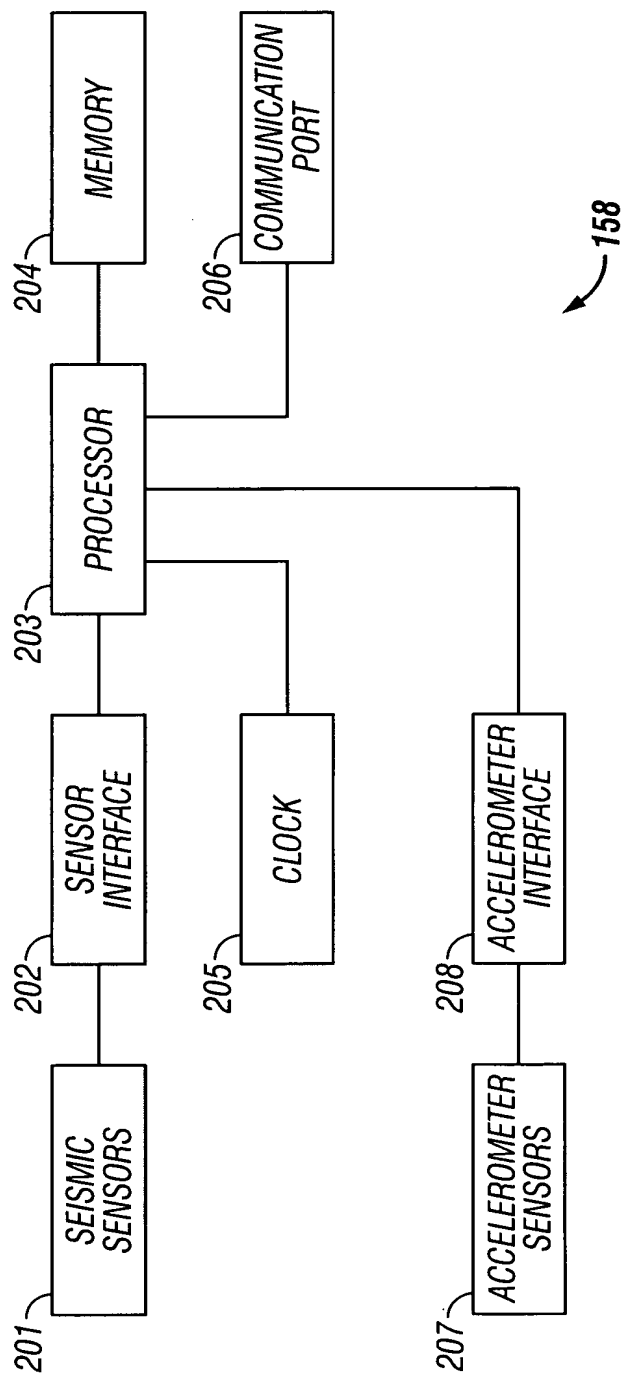 201
SEISMIC
SENSORS
202
SENSOR
INTERFACE
203
PROCESSOR
204
MEMORY
205
CLOCK
206
COMMUNICATION
PORT
207
ACCELEROMETER
SENSORS
208
ACCELEROMETER
INTERFACE
158